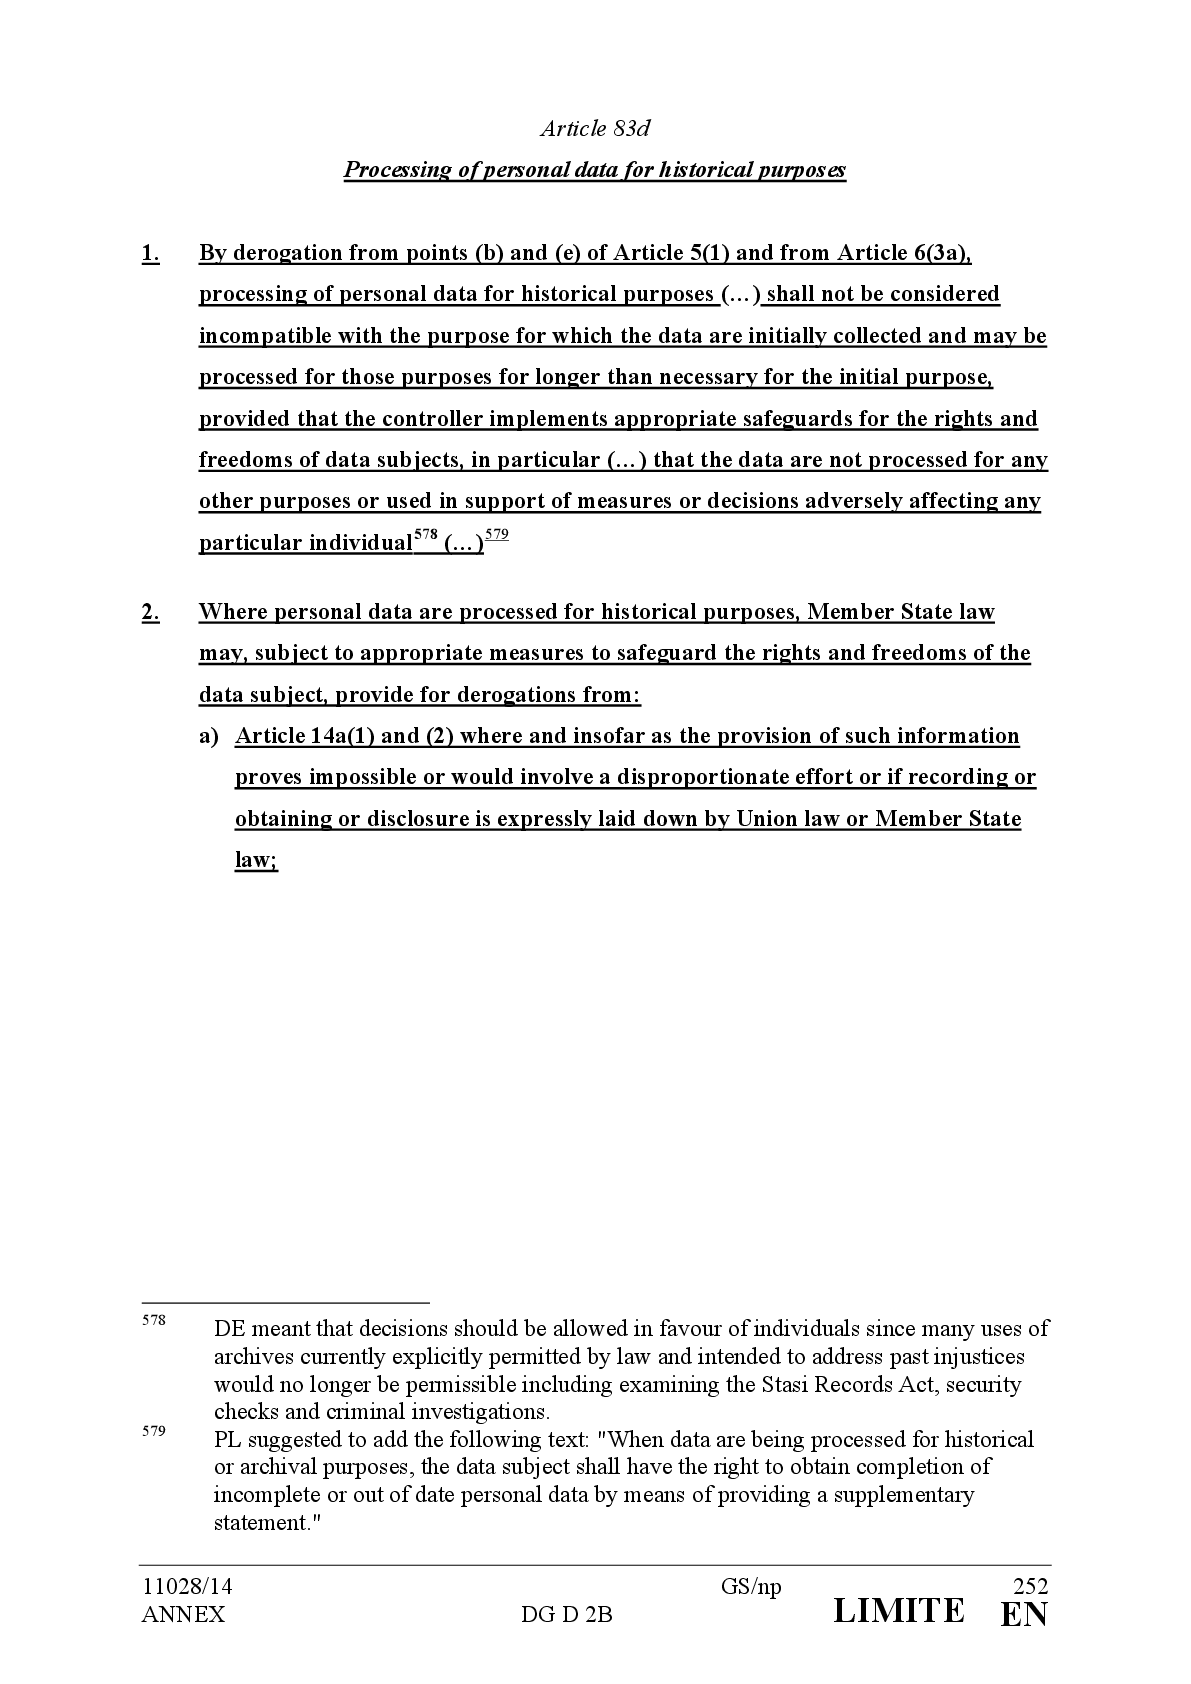 Article 83d
Processing of personal data for historical purposes
1. By derogation from points (b) and (e) of Article 5(1) and from Article 6(3a),
processing of personal data for historical purposes (…) shall not be considered
incompatible with the purpose for which the data are initially collected and may be
processed for those purposes for longer than necessary for the initial purpose,
provided that the controller implements appropriate safeguards for the rights and
freedoms of data subjects, in particular (…) that the data are not processed for any
other purposes or used in support of measures or decisions adversely affecting any
particular individual578 (…)579
2. Where personal data are processed for historical purposes, Member State law
may, subject to appropriate measures to safeguard the rights and freedoms of the
data subject, provide for derogations from:
a) Article 14a(1) and (2) where and insofar as the provision of such information
proves impossible or would involve a disproportionate effort or if recording or
obtaining or disclosure is expressly laid down by Union law or Member State
law;
578 DE meant that decisions should be allowed in favour of individuals since many uses of
archives currently explicitly permitted by law and intended to address past injustices
would no longer be permissible including examining the Stasi Records Act, security
checks and criminal investigations.
579 PL suggested to add the following text: "When data are being processed for historical
or archival purposes, the data subject shall have the right to obtain completion of
incomplete or out of date personal data by means of providing a supplementary
statement."
11028/14 GS/np 252
ANNEX DG D 2B LIMITE EN